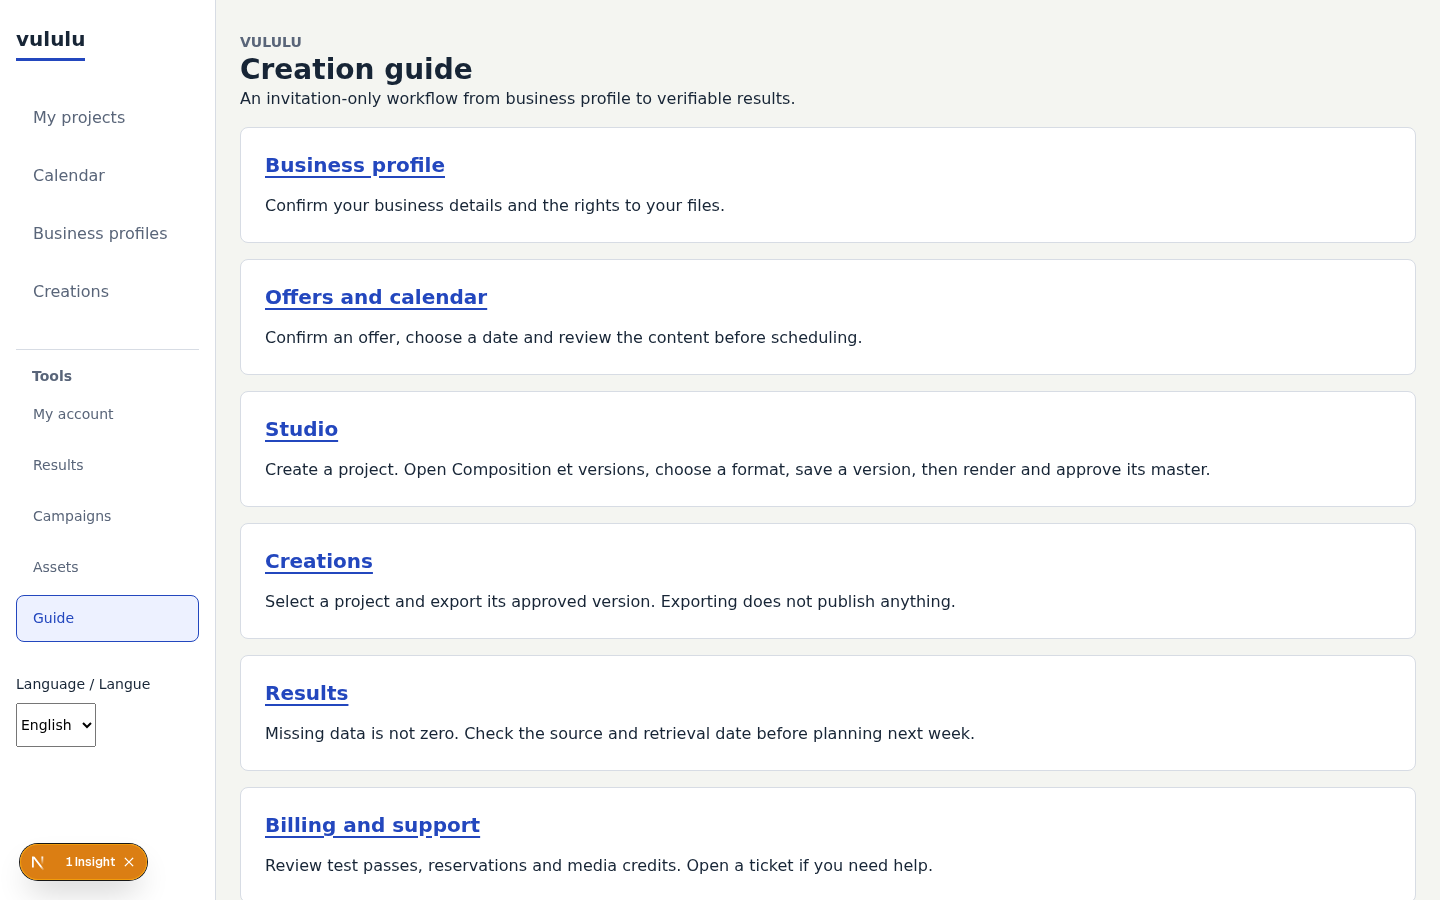 vululu
My projects
Calendar
Business profiles
Creations
Tools
My account
Results
Campaigns
Assets
Guide
Language / Langue
English
1 Insight
VULULU
Creation guide
An invitation-only workflow from business profile to verifiable results.
Business profile
Confirm your business details and the rights to your files.
Offers and calendar
Confirm an offer, choose a date and review the content before scheduling.
Studio
Create a project. Open Composition et versions, choose a format, save a version, then render and approve its master.
Creations
Select a project and export its approved version. Exporting does not publish anything.
Results
Missing data is not zero. Check the source and retrieval date before planning next week.
Billing and support
Review test passes, reservations and media credits. Open a ticket if you need help.